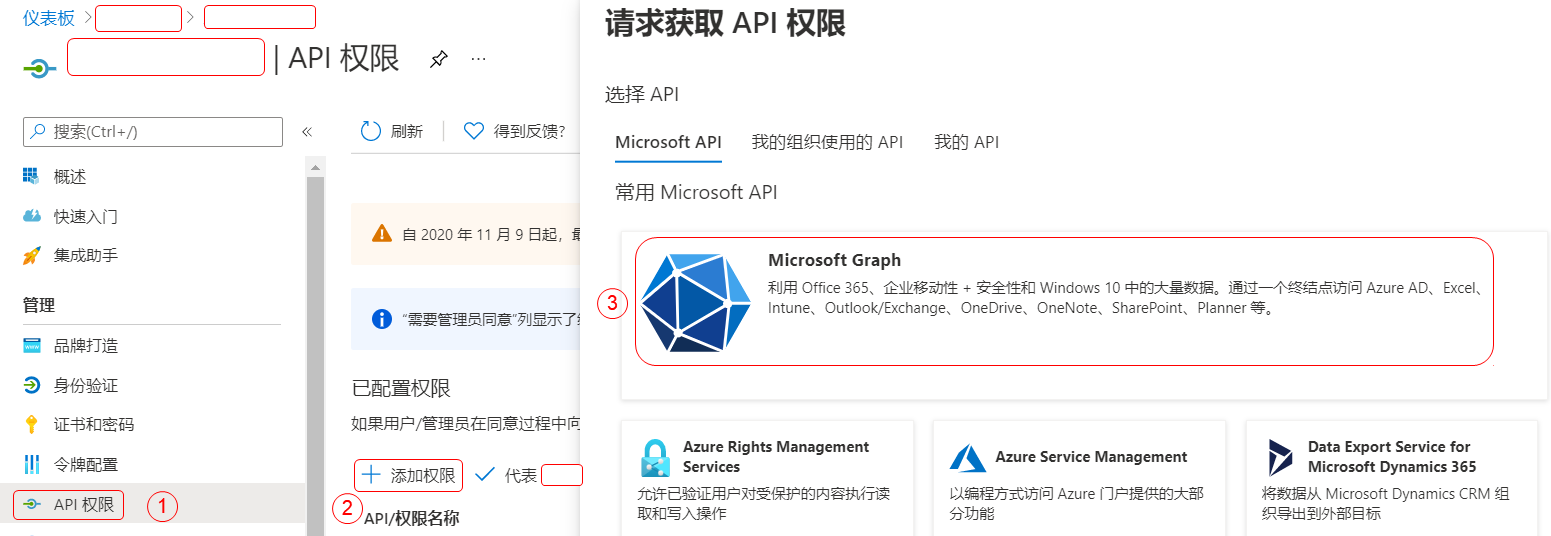 仪表板
| API 权限
搜索(Ctrl+/)
概述
快速入门
集成助手
管理
品牌打造
身份验证
证书和密码
令牌配置
API 权限
1
刷新
得到反馈?
自 2020 年 11 月 9 日起，
“需要管理员同意”列显示了
已配置权限
如果用户/管理员在同意过程中向
添加权限
代表
2
API/权限名称
请求获取 API 权限
选择 API
Microsoft API
我的组织使用的 API
我的 API
常用 Microsoft API
3
Microsoft Graph
利用 Office 365、企业移动性 + 安全性和 Windows 10 中的大量数据。通过一个终结点访问 Azure AD、Excel、
Intune、Outlook/Exchange、OneDrive、OneNote、SharePoint、Planner 等。
Azure Rights Management
Services
允许已验证用户对受保护的内容执行读
取和写入操作
Azure Service Management
以编程方式访问 Azure 门户提供的大部
分功能
Data Export Service for
Microsoft Dynamics 365
将数据从 Microsoft Dynamics CRM 组
织导出到外部目标